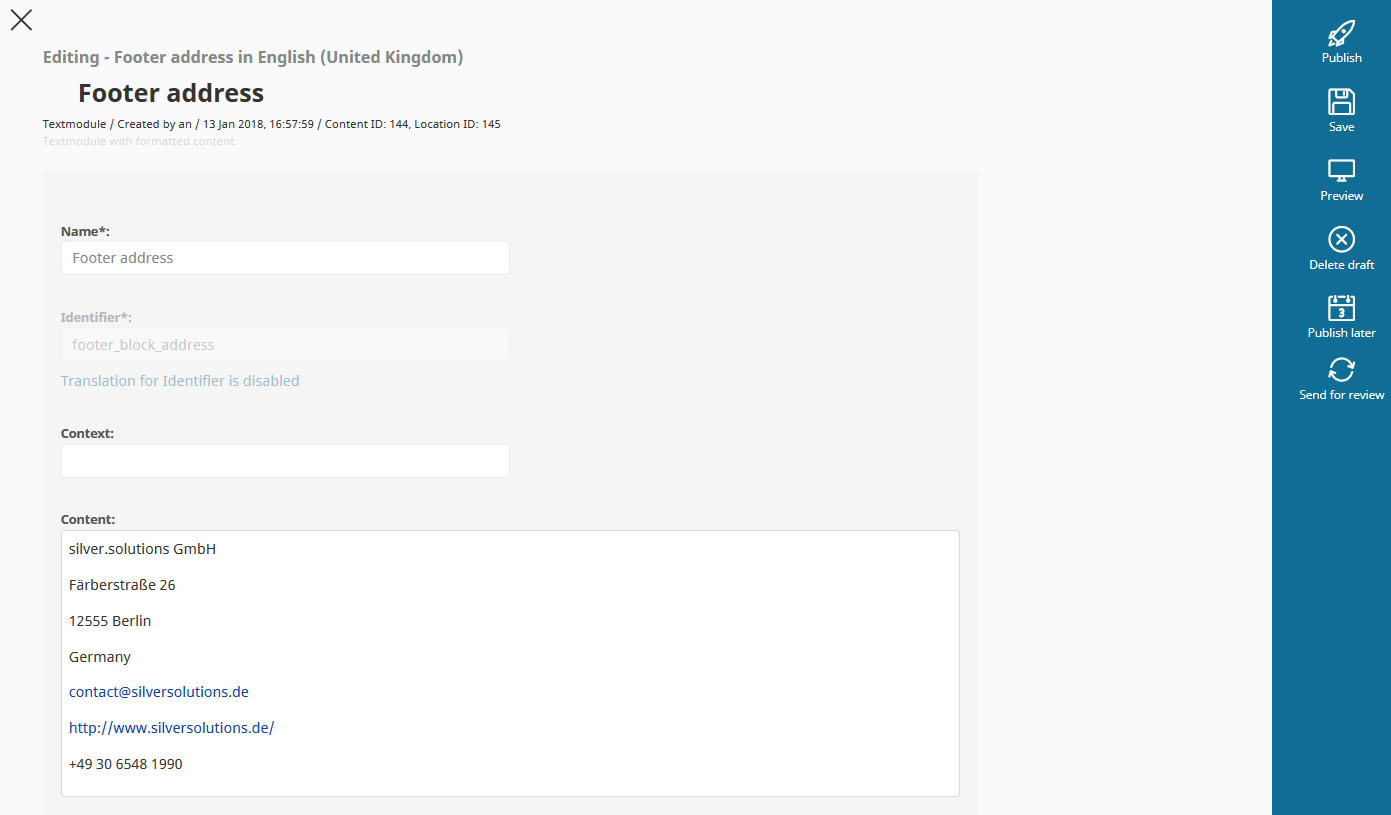 Editing - Footer address in English (United Kingdom)
Footer address
Textmodule / Created by an / 13 Jan 2018, 16:57:59 / Content ID: 144, Location ID: 145
Textmodule with formatted content
Name*:
Footer address
Identifier*:
footer_block_address
Translation for Identifier is disabled
Context:
Content:
silver.solutions GmbH
Färberstraße 26
12555 Berlin
Germany
contact@silversolutions.de
http://www.silversolutions.de/
+49 30 6548 1990
Publish
Save
Preview
Delete draft
3
Publish later
Send for review